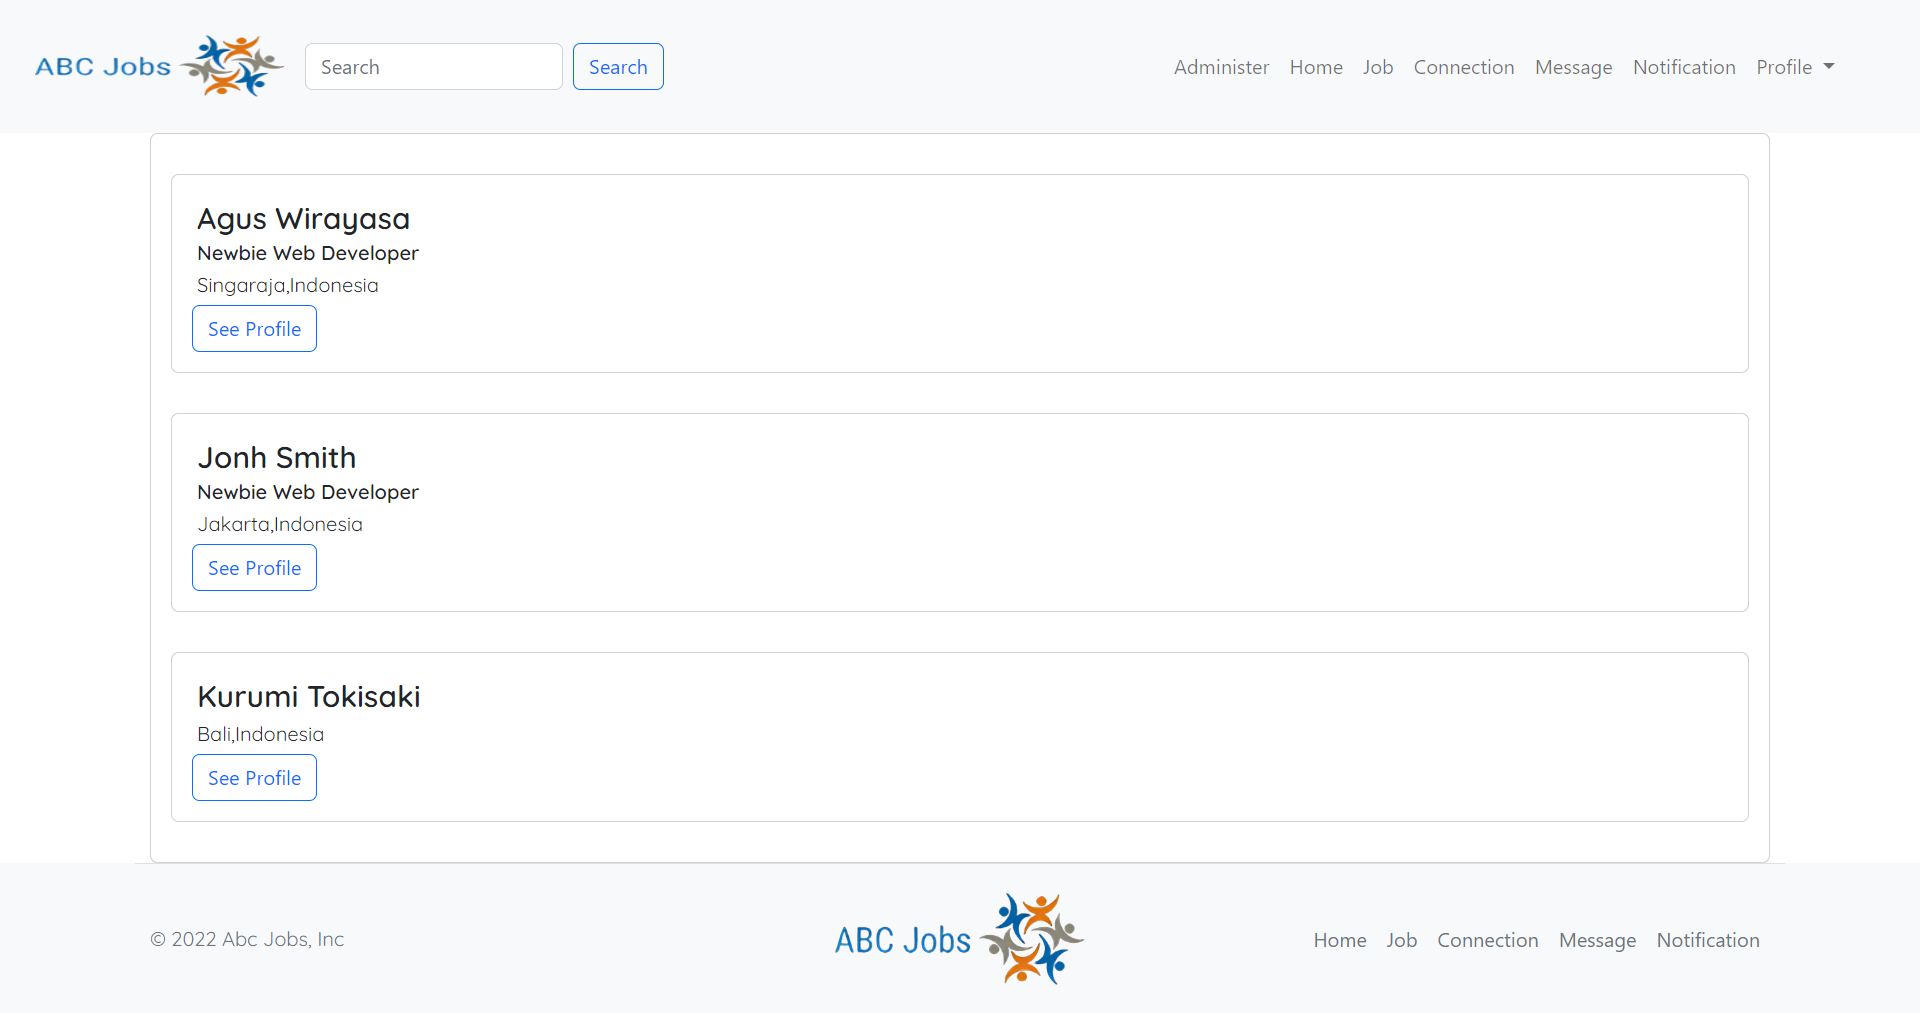 ABC Jobs
Search
Search
Administer Home Job Connection Message Notification Profile
Agus Wirayasa
Newbie Web Developer
Singaraja,Indonesia
See Profile
Jonh Smith
Newbie Web Developer
Jakarta,Indonesia
See Profile
Kurumi Tokisaki
Bali,Indonesia
See Profile
© 2022 Abc Jobs, Inc
ABC Jobs
Home Job Connection Message Notification